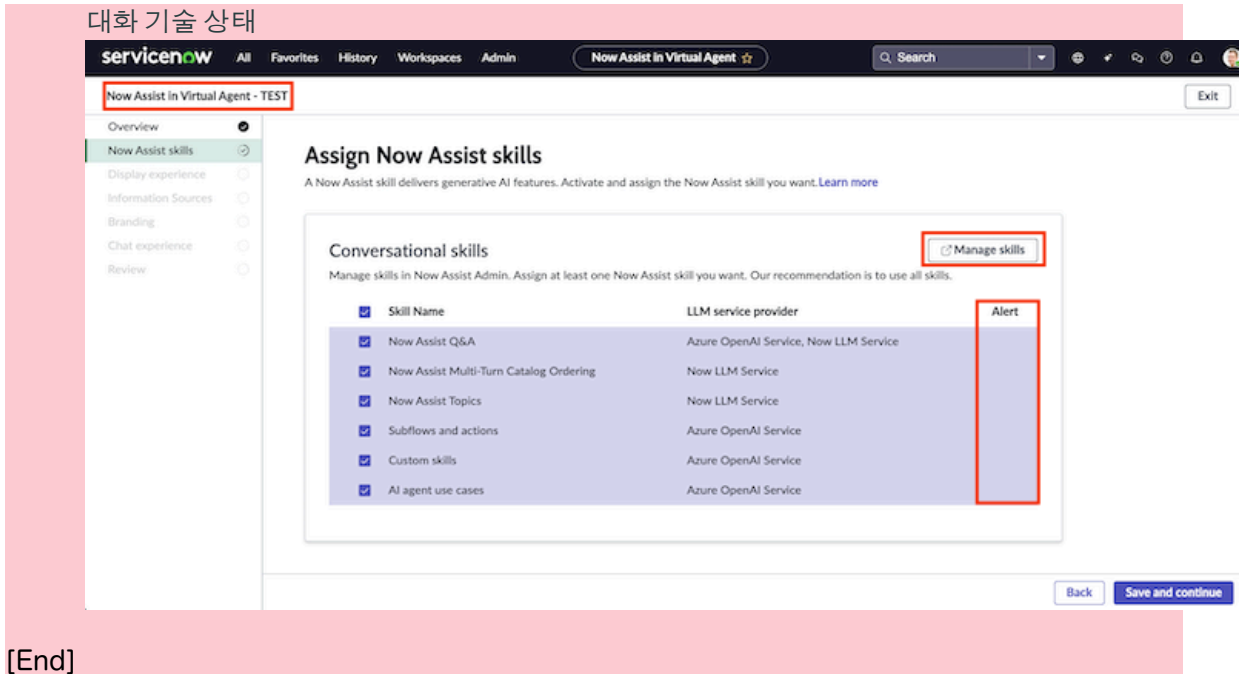 대화 기술 상태
servicenow All Favorites History Workspaces Admin Now Assist in Virtual Agent ☆ Search
Now Assist in Virtual Agent - TEST Exit
Overview
Now Assist skills
Display experience
Information Sources
Branding
Chat experience
Review
Assign Now Assist skills
A Now Assist skill delivers generative AI features. Activate and assign the Now Assist skill you want. Learn more
Conversational skills Manage skills
Manage skills in Now Assist Admin. Assign at least one Now Assist skill you want. Our recommendation is to use all skills.
Skill Name LLM service provider Alert
Now Assist Q&A Azure OpenAI Service, Now LLM Service
Now Assist Multi-Turn Catalog Ordering Now LLM Service
Now Assist Topics Now LLM Service
Subflows and actions Azure OpenAI Service
Custom skills Azure OpenAI Service
AI agent use cases Azure OpenAI Service
Back Save and continue
[End]